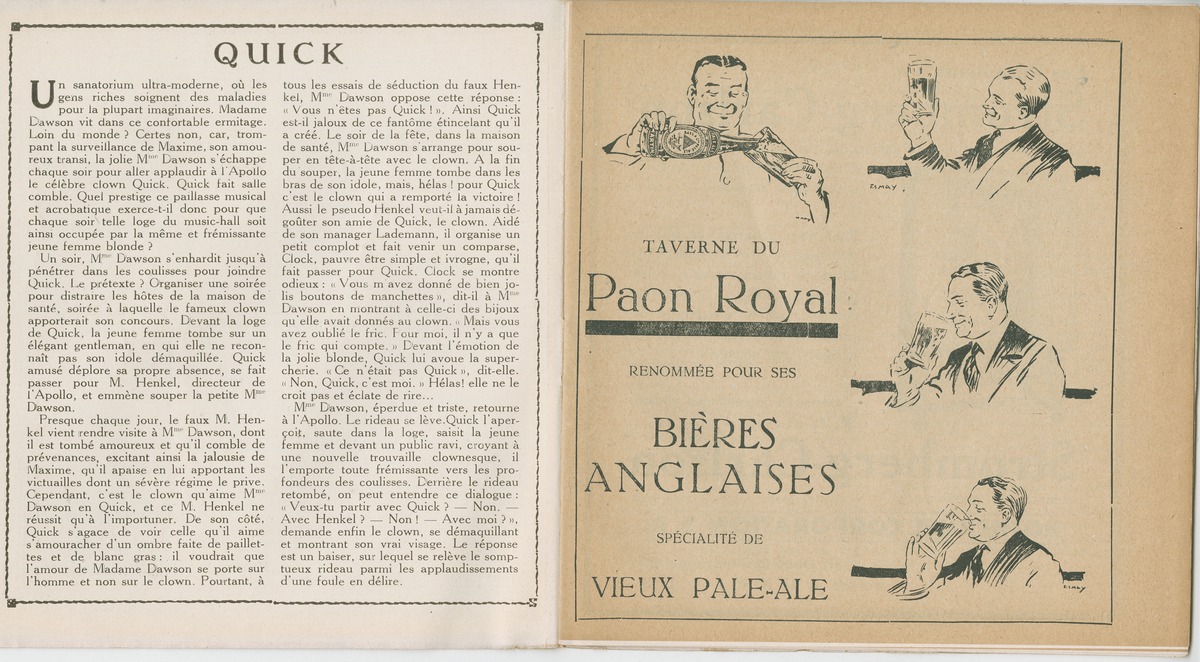 QUICK
Un sanatorium ultra-moderne, où les
gens riches soignent des maladies
pour la plupart imaginaires. Madame
Dawson vit dans ce confortable ermitage.
Loin du monde ? Certes non, car, trom-
pant la surveillance de Maxime, son amou-
reux transi, la jolie Mme Dawson s'échappe
chaque soir pour aller applaudir à l'Apollo
le célèbre clown Quick. Quick fait salle
comble. Quel prestige ce paillasse musical
et acrobatique exerce-t-il donc pour que
chaque soir telle loge du music-hall soit
ainsi occupée par la même et frémissante
jeune femme blonde ?
Un soir, Mme Dawson s'enhardit jusqu'à
pénétrer dans les coulisses pour joindre
Quick. Le prétexte ? Organiser une soirée
pour distraire les hôtes de la maison de
santé, soirée à laquelle le fameux clown
apporterait son concours. Devant la loge
de Quick, la jeune femme tombe sur un
élégant gentleman, en qui elle ne recon-
naît pas son idole démaquillée. Quick
amusé déplore sa propre absence, se fait
passer pour M. Henkel, directeur de
l'Apollo, et emmène souper la petite Mme
Dawson.
Presque chaque jour, le faux M. Hen-
kel vient rendre visite à Mme Dawson, dont
il est tombé amoureux et qu'il comble de
prévenances, excitant ainsi la jalousie de
Maxime, qu'il apaise en lui apportant les
victuailles dont un sévère régime le prive.
Cependant, c'est le clown qu'aime Mme
Dawson en Quick, et ce M. Henkel ne
réussit qu'à l'importuner. De son côté,
Quick s'agace de voir celle qu'il aime
s'amouracher d'un ombre faite de paillet-
tes et de blanc gras : il voudrait que
l'amour de Madame Dawson se porte sur
l'homme et non sur le clown. Pourtant, à
tous les essais de séduction du faux Hen-
kel, Mme Dawson oppose cette réponse :
« Vous n'êtes pas Quick ! ». Ainsi Quick
est-il jaloux de ce fantôme étincelant qu'il
a créé. Le soir de la fête, dans la maison
de santé, Mme Dawson s'arrange pour sou-
per en tête-à-tête avec le clown. A la fin
du souper, la jeune femme tombe dans les
bras de son idole, mais, hélas ! pour Quick
c'est le clown qui a remporté la victoire !
Aussi le pseudo Henkel veut-il à jamais dé-
goûter son amie de Quick, le clown. Aidé
de son manager Lademann, il organise un
petit complot et fait venir un comparse,
Clock, pauvre être simple et ivrogne, qu'il
fait passer pour Quick. Clock se montre
odieux : « Vous m avez donné de bien jo-
lis boutons de manchettes », dit-il à Mme
Dawson en montrant à celle-ci des bijoux
qu'elle avait donnés au clown. « Mais vous
avez oublié le fric. Pour moi, il n'y a que
le fric qui compte. » Devant l'émotion de
la jolie blonde, Quick lui avoue la super-
cherie. « Ce n'était pas Quick », dit-elle.
« Non, Quick, c'est moi. » Hélas! elle ne le
croit pas et éclate de rire...
Mme Dawson, éperdue et triste, retourne
à l'Apollo. Le rideau se lève.Quick l'aper-
çoit, saute dans la loge, saisit la jeune
femme et devant un public ravi, croyant à
une nouvelle trouvaille clownesque, il
l'emporte toute frémissante vers les pro-
fondeurs des coulisses. Derrière le rideau
retombé, on peut entendre ce dialogue :
« Veux-tu partir avec Quick ? — Non. —
Avec Henkel ? — Non ! — Avec moi ? »,
demande enfin le clown, se démaquillant
et montrant son vrai visage. Le réponse
est un baiser, sur lequel se relève le somp-
tueux rideau parmi les applaudissements
d'une foule en délire.
TAVERNE DU
Paon Royal
RENOMMÉE POUR SES
BIÈRES
ANGLAISES
SPÉCIALITÉ DE
VIEUX PALE-ALE